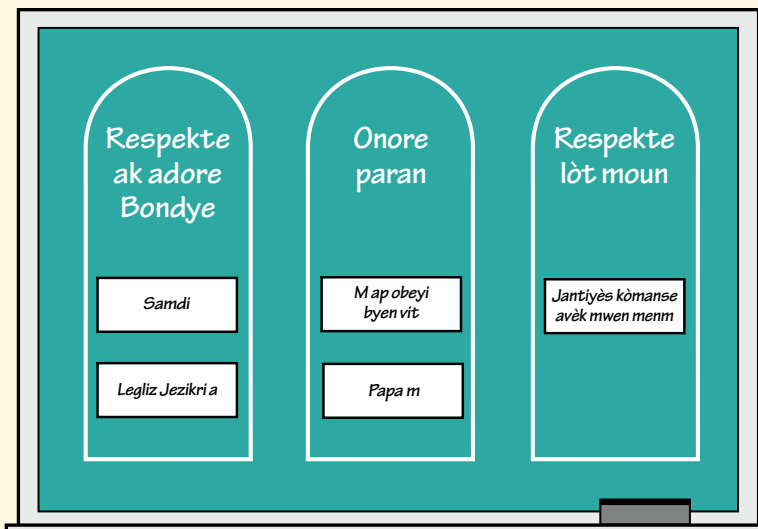 Respekte
ak adore
Bondye
Samdi
Legliz Jezikri a
Onore
paran
M ap obeyi
byen vit
Papa m
Respekte
lòt moun
Jantiyès kòmanse
avèk mwen menm